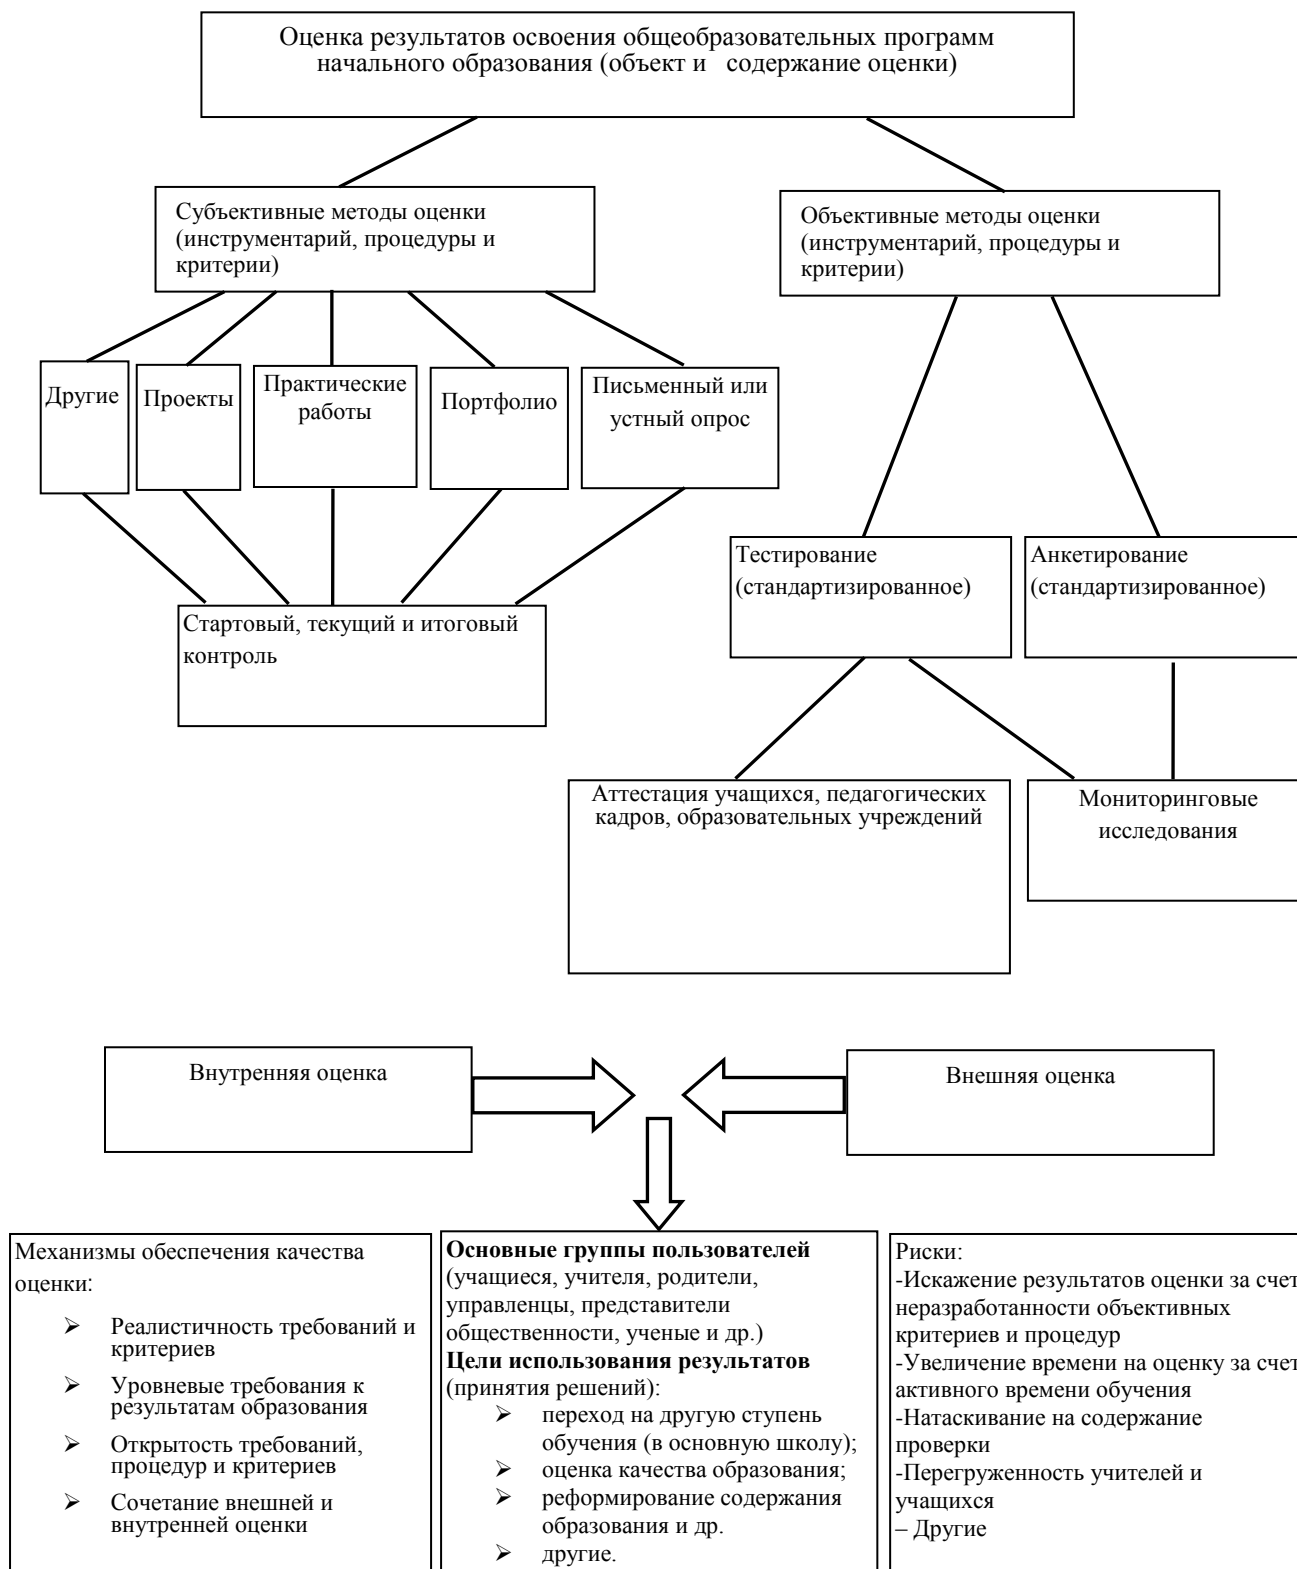 Оценка результатов освоения общеобразовательных программ
начального образования (объект и содержание оценки)
Субъективные методы оценки
(инструментарий, процедуры и
критерии)
Объективные методы оценки
(инструментарий, процедуры и
критерии)
Другие
Проекты
Практические
работы
Портфолио
Письменный или
устный опрос
Тестирование
(стандартизированное)
Анкетирование
(стандартизированное)
Стартовый, текущий и итоговый
контроль
Аттестация учащихся, педагогических
кадров, образовательных учреждений
Мониторинговые
исследования
Внутренняя оценка
Внешняя оценка
Механизмы обеспечения качества
оценки:
➢ Реалистичность требований и
критериев
➢ Уровневые требования к
результатам образования
➢ Открытость требований,
процедур и критериев
➢ Сочетание внешней и
внутренней оценки
Основные группы пользователей
(учащиеся, учителя, родители,
управленцы, представители
общественности, ученые и др.)
Цели использования результатов
(принятия решений):
➢ переход на другую ступень
обучения (в основную школу);
➢ оценка качества образования;
➢ реформирование содержания
образования и др.
➢ другие.
Риски:
-Искажение результатов оценки за счет
неразработанности объективных
критериев и процедур
-Увеличение времени на оценку за счет
активного времени обучения
-Натаскивание на содержание
проверки
-Перегруженность учителей и
учащихся
– Другие